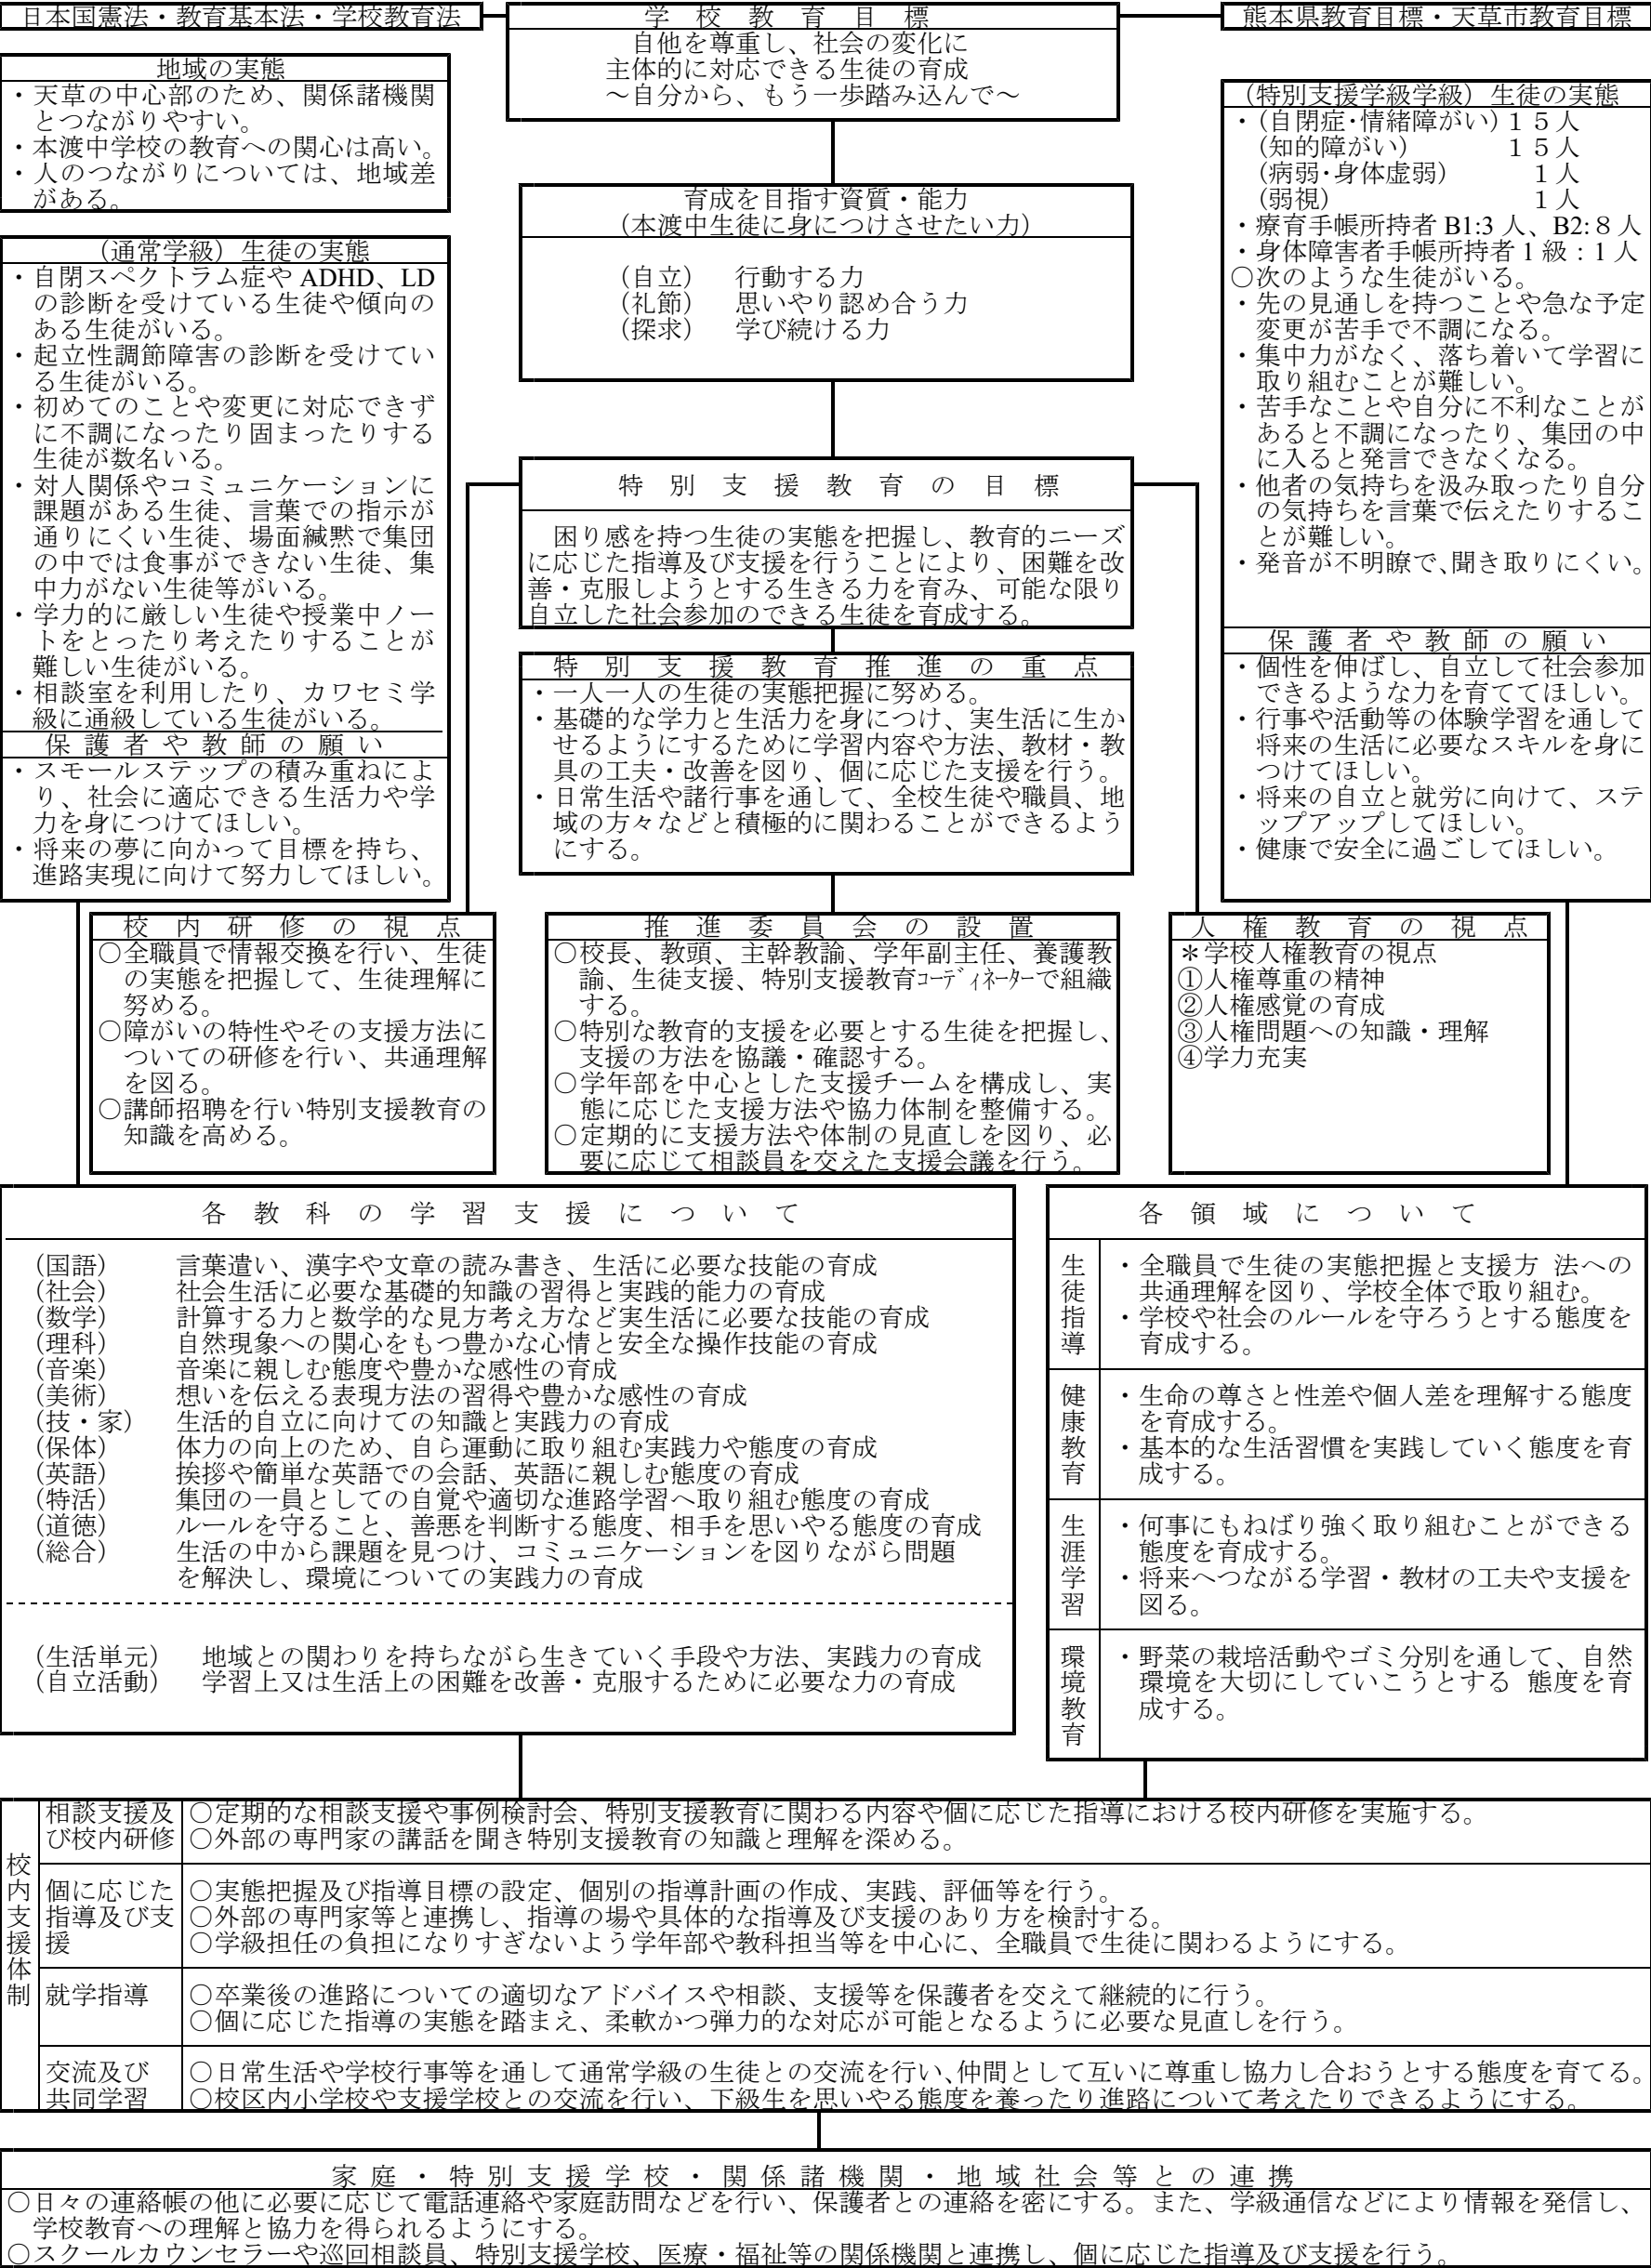 日本国憲法・教育基本法・学校教育法
学校教育目標
自他を尊重し、社会の変化に
主体的に対応できる生徒の育成
～自分から、もう一歩踏み込んで～
熊本県教育目標・天草市教育目標
地域の実態
・天草の中心部のため、関係諸機関
とつながりやすい。
・本渡中学校の教育への関心は高い。
・人のつながりについては、地域差
がある。
（通常学級）生徒の実態
・自閉スペクトラム症や ADHD、LD
の診断を受けている生徒や傾向の
ある生徒がいる。
・起立性調節障害の診断を受けてい
る生徒がいる。
・初めてのことや変更に対応できず
に不調になったり固まったりする
生徒が数名いる。
・対人関係やコミュニケーションに
課題がある生徒、言葉での指示が
通りにくい生徒、場面緘黙で集団
の中では食事ができない生徒、集
中力がない生徒等がいる。
・学力的に厳しい生徒や授業中ノー
トをとったり考えたりすることが
難しい生徒がいる。
・相談室を利用したり、カワセミ学
級に通級している生徒がいる。
保護者や教師の願い
・スモールステップの積み重ねによ
り、社会に適応できる生活力や学
力を身につけてほしい。
・将来の夢に向かって目標を持ち、
進路実現に向けて努力してほしい。
育成を目指す資質・能力
（本渡中生徒に身につけさせたい力）
（自立） 行動する力
（礼節） 思いやり認め合う力
（探求） 学び続ける力
特別支援教育の目標
困り感を持つ生徒の実態を把握し、教育的ニーズ
に応じた指導及び支援を行うことにより、困難を改
善・克服しようとする生きる力を育み、可能な限り
自立した社会参加のできる生徒を育成する。
特別支援教育推進の重点
・一人一人の生徒の実態把握に努める。
・基礎的な学力と生活力を身につけ、実生活に生か
せるようにするために学習内容や方法、教材・教
具の工夫・改善を図り、個に応じた支援を行う。
・日常生活や諸行事を通して、全校生徒や職員、地
域の方々などと積極的に関わることができるよう
にする。
（特別支援学級学級）生徒の実態
・（自閉症・情緒障がい）１５人
（知的障がい） １５人
（病弱・身体虚弱） １人
（弱視） １人
・療育手帳所持者 B1:3 人、B2:８人
・身体障害者手帳所持者１級：１人
○次のような生徒がいる。
・先の見通しを持つことや急な予定
変更が苦手で不調になる。
・集中力がなく、落ち着いて学習に
取り組むことが難しい。
・苦手なことや自分に不利なことが
あると不調になったり、集団の中
に入ると発言できなくなる。
・他者の気持ちを汲み取ったり自分
の気持ちを言葉で伝えたりするこ
とが難しい。
・発音が不明瞭で、聞き取りにくい。
保護者や教師の願い
・個性を伸ばし、自立して社会参加
できるような力を育ててほしい。
・行事や活動等の体験学習を通して
将来の生活に必要なスキルを身に
つけてほしい。
・将来の自立と就労に向けて、ステ
ップアップしてほしい。
・健康で安全に過ごしてほしい。
校内研修の視点
○全職員で情報交換を行い、生徒
の実態を把握して、生徒理解に
努める。
○障がいの特性やその支援方法に
ついての研修を行い、共通理解
を図る。
○講師招聘を行い特別支援教育の
知識を高める。
推進委員会の設置
○校長、教頭、主幹教諭、学年副主任、養護教
諭、生徒支援、特別支援教育ｺｰﾃﾞｨﾈｰﾀｰで組織
する。
○特別な教育的支援を必要とする生徒を把握し、
支援の方法を協議・確認する。
○学年部を中心とした支援チームを構成し、実
態に応じた支援方法や協力体制を整備する。
○定期的に支援方法や体制の見直しを図り、必
要に応じて相談員を交えた支援会議を行う。
人権教育の視点
＊学校人権教育の視点
①人権尊重の精神
②人権感覚の育成
③人権問題への知識・理解
④学力充実
各教科の学習支援について
（国語） 言葉遣い、漢字や文章の読み書き、生活に必要な技能の育成
（社会） 社会生活に必要な基礎的知識の習得と実践的能力の育成
（数学） 計算する力と数学的な見方考え方など実生活に必要な技能の育成
（理科） 自然現象への関心をもつ豊かな心情と安全な操作技能の育成
（音楽） 音楽に親しむ態度や豊かな感性の育成
（美術） 想いを伝える表現方法の習得や豊かな感性の育成
（技・家） 生活的自立に向けての知識と実践力の育成
（保体） 体力の向上のため、自ら運動に取り組む実践力や態度の育成
（英語） 挨拶や簡単な英語での会話、英語に親しむ態度の育成
（特活） 集団の一員としての自覚や適切な進路学習へ取り組む態度の育成
（道徳） ルールを守ること、善悪を判断する態度、相手を思いやる態度の育成
（総合） 生活の中から課題を見つけ、コミュニケーションを図りながら問題
を解決し、環境についての実践力の育成
（生活単元） 地域との関わりを持ちながら生きていく手段や方法、実践力の育成
（自立活動） 学習上又は生活上の困難を改善・克服するために必要な力の育成
各領域について
生徒指導
・全職員で生徒の実態把握と支援方 法への
共通理解を図り、学校全体で取り組む。
・学校や社会のルールを守ろうとする態度を
育成する。
健康教育
・生命の尊さと性差や個人差を理解する態度
を育成する。
・基本的な生活習慣を実践していく態度を育
成する。
生涯学習
・何事にもねばり強く取り組むことができる
態度を育成する。
・将来へつながる学習・教材の工夫や支援を
図る。
環境教育
・野菜の栽培活動やゴミ分別を通して、自然
環境を大切にしていこうとする 態度を育
成する。
校内支援体制
相談支援及
び校内研修
○定期的な相談支援や事例検討会、特別支援教育に関わる内容や個に応じた指導における校内研修を実施する。
○外部の専門家の講話を聞き特別支援教育の知識と理解を深める。
個に応じた
指導及び支
援
○実態把握及び指導目標の設定、個別の指導計画の作成、実践、評価等を行う。
○外部の専門家等と連携し、指導の場や具体的な指導及び支援のあり方を検討する。
○学級担任の負担になりすぎないよう学年部や教科担当等を中心に、全職員で生徒に関わるようにする。
就学指導
○卒業後の進路についての適切なアドバイスや相談、支援等を保護者を交えて継続的に行う。
○個に応じた指導の実態を踏まえ、柔軟かつ弾力的な対応が可能となるように必要な見直しを行う。
交流及び
共同学習
○日常生活や学校行事等を通して通常学級の生徒との交流を行い、仲間として互いに尊重し協力し合おうとする態度を育てる。
○校区内小学校や支援学校との交流を行い、下級生を思いやる態度を養ったり進路について考えたりできるようにする。
家庭・特別支援学校・関係諸機関・地域社会等との連携
○日々の連絡帳の他に必要に応じて電話連絡や家庭訪問などを行い、保護者との連絡を密にする。また、学級通信などにより情報を発信し、
学校教育への理解と協力を得られるようにする。
○スクールカウンセラーや巡回相談員、特別支援学校、医療・福祉等の関係機関と連携し、個に応じた指導及び支援を行う。